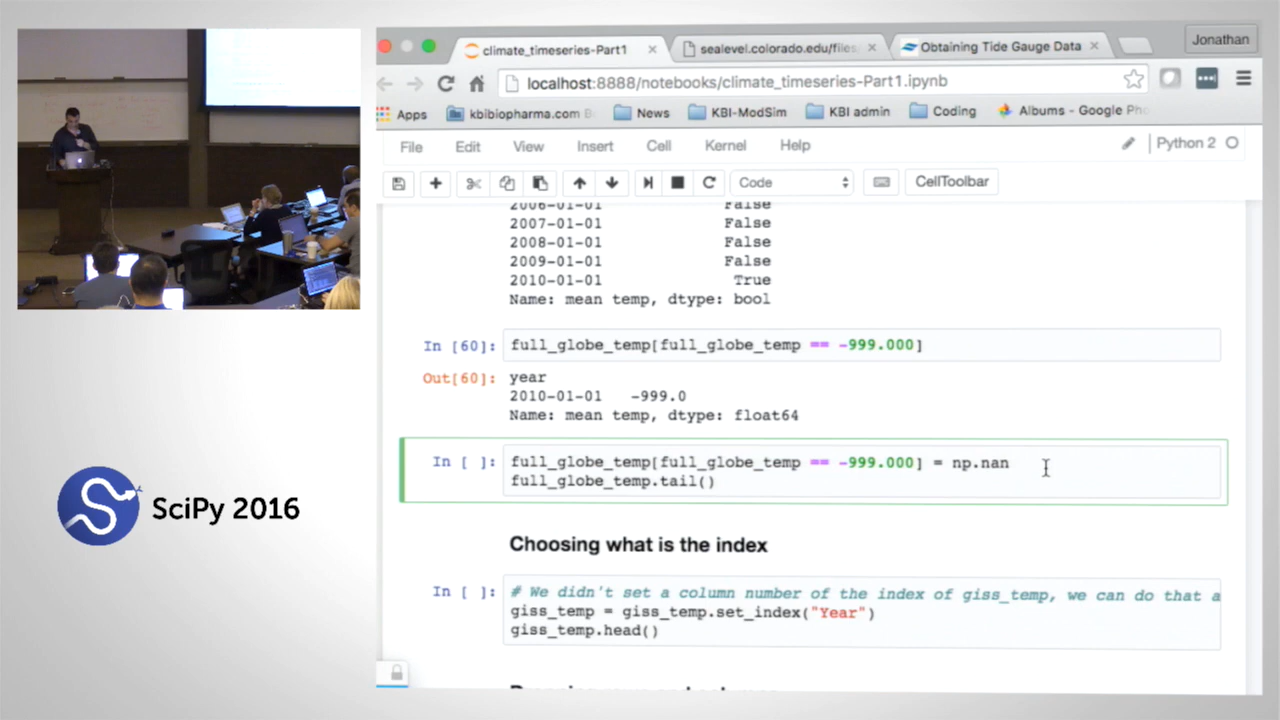 climate_timeseries-Part1
sealevel.colorado.edu/files
Obtaining Tide Gauge Data
Jonathan
localhost:8888/notebooks/climate_timeseries-Part1.ipynb
Apps kbibiopharma.com News KBI-ModSim KBI admin Coding Albums - Google
File Edit View Insert Cell Kernel Help Python 2
Code CellToolbar
2006-01-01 False
2007-01-01 False
2008-01-01 False
2009-01-01 False
2010-01-01 True
Name: mean temp, dtype: bool
In [60]: full_globe_temp[full_globe_temp == -999.000]
Out[60]: year
2010-01-01 -999.0
Name: mean temp, dtype: float64
In [ ]: full_globe_temp[full_globe_temp == -999.000] = np.nan
full_globe_temp.tail()
Choosing what is the index
In [ ]: # We didn't set a column number of the index of giss_temp, we can do that a
giss_temp = giss_temp.set_index("Year")
giss_temp.head()
SciPy 2016